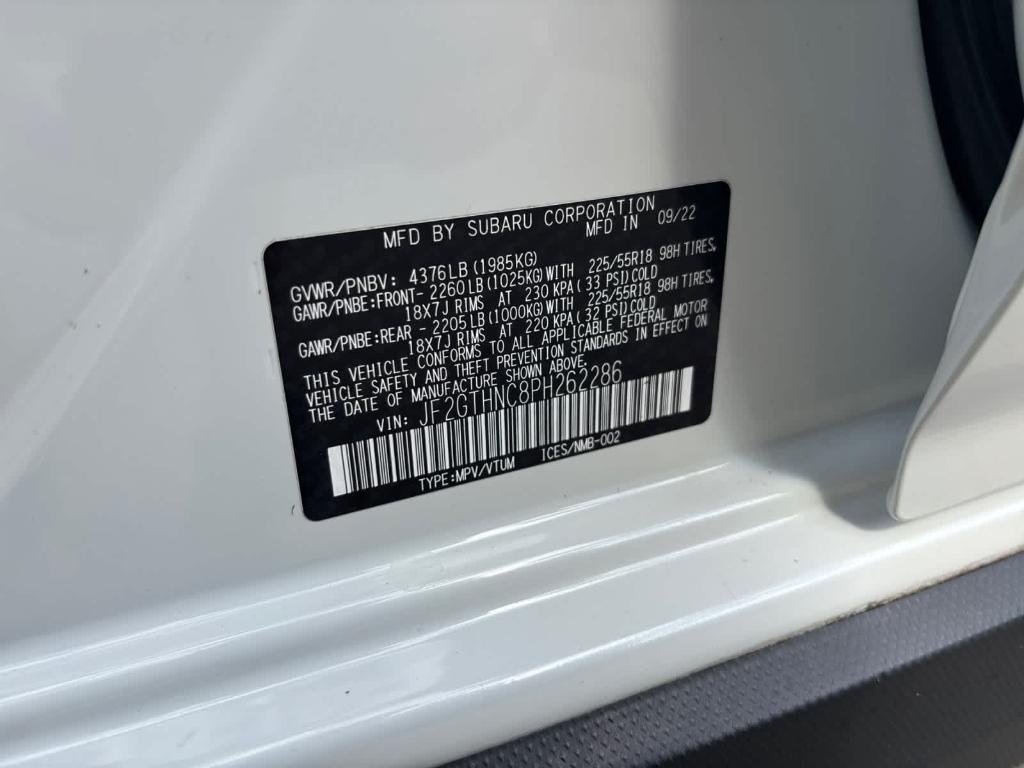 MFD BY SUBARU CORPORATION
MFD IN 09/22
GVWR/PNBV: 4376LB(1985KG)
GAWR/PNBE:FRONT- 2260LB(1025KG)WITH 225/55R18 98H TIRES,
18X7J RIMS AT 230 KPA( 33 PSI)COLD
GAWR/PNBE:REAR - 2205LB(1000KG)WITH 225/55R18 98H TIRES,
18X7J RIMS AT 220 KPA( 32 PSI)COLD
THIS VEHICLE CONFORMS TO ALL APPLICABLE FEDERAL MOTOR
VEHICLE SAFETY AND THEFT PREVENTION STANDARDS IN EFFECT ON
THE DATE OF MANUFACTURE SHOWN ABOVE.
VIN: JF2GTHNC8PH262286
TYPE:MPV/VTUM ICES/NMB-002